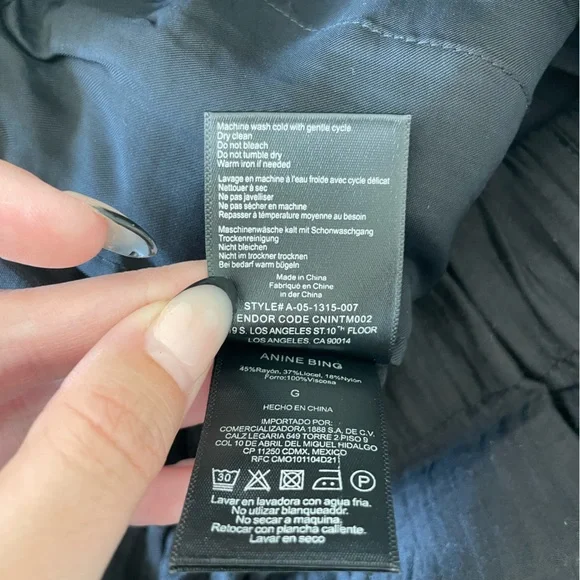 Machine wash cold with gentle cycle
Dry clean
Do not bleach
Do not tumble dry
Warm iron if needed
Lavage en machine à l'eau froide avec cycle délicat
Nettouer à sec
Ne pas javelliser
Ne pas sécher en machine
Repasser à témperature moyenne au besoin
Maschinenwäsche kalt mit Schonwaschgang
Trockenreinigung
Nicht bleichen
Nicht im trockner trocknen
Bei bedarf warm bügeln
Made in China
Fabriqué en Chine
in der China
STYLE# A-05-1315-007
ENDOR CODE CNINTM002
9 S. LOS ANGELES ST.10TH FLOOR
LOS ANGELES, CA 90014
ANINE BING
45%Rayón, 37%Llocel, 18%Nylon
Forro:100%Viscosa
G
HECHO EN CHINA
IMPORTADO POR:
COMERCIALIZADORA 1888 S.A. DE C.V.
CALZ LEGARIA 549 TORRE 2 PISO 9
COL 10 DE ABRIL DEL MIGUEL HIDALGO
CP 11250 CDMX, MEXICO
RFC CMO101104D21
30
P
Lavar en lavadora con agua fria.
No utilizar blanqueador.
No secar a maquina.
Retocar con plancha caliente
Lavar en seco